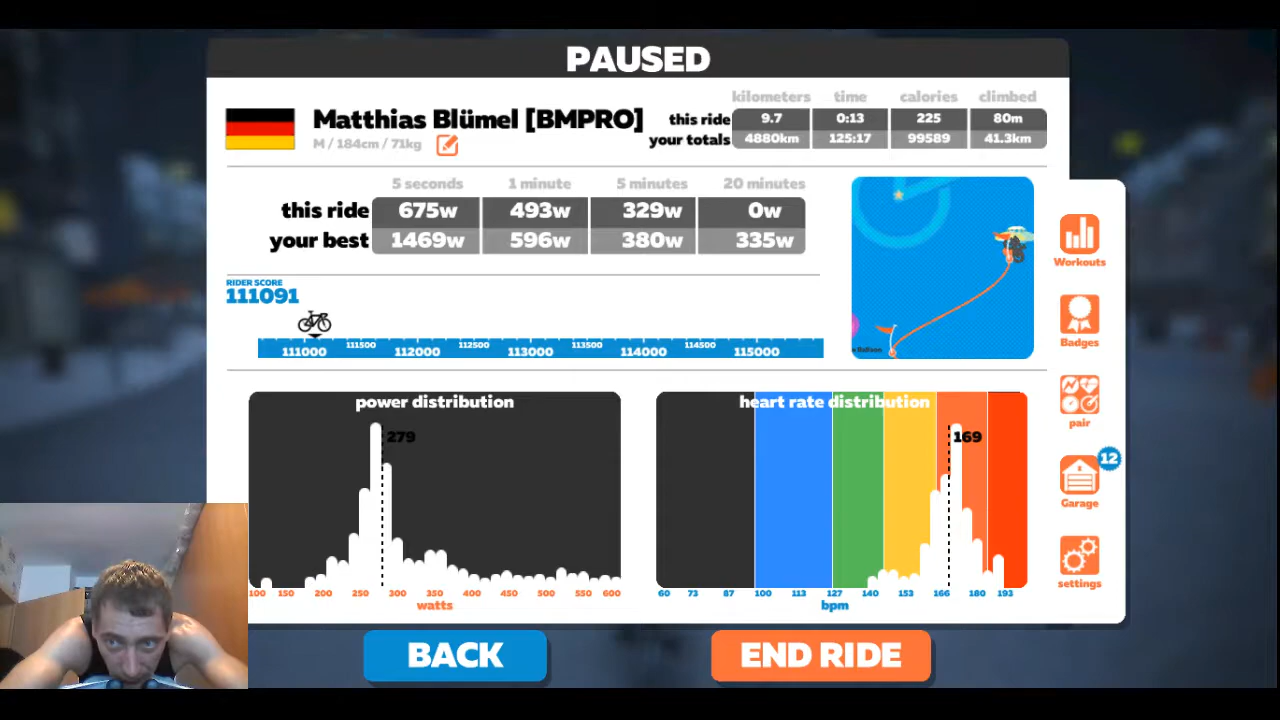 PAUSED
Matthias Blümel [BMPRO]
M / 184cm / 71kg
kilometers time calories climbed
this ride 9.7 0:13 225 80m
your totals 4880km 125:17 99589 41.3km
5 seconds 1 minute 5 minutes 20 minutes
this ride 675w 493w 329w 0w
your best 1469w 596w 380w 335w
RIDER SCORE
111091
111000 111500 112000 112500 113000 113500 114000 114500 115000
Balloon
Workouts
Badges
pair
12
Garage
settings
power distribution
279
100 150 200 250 300 350 400 450 500 550 600
watts
heart rate distribution
169
60 73 87 100 113 127 140 153 166 180 193
bpm
BACK
END RIDE